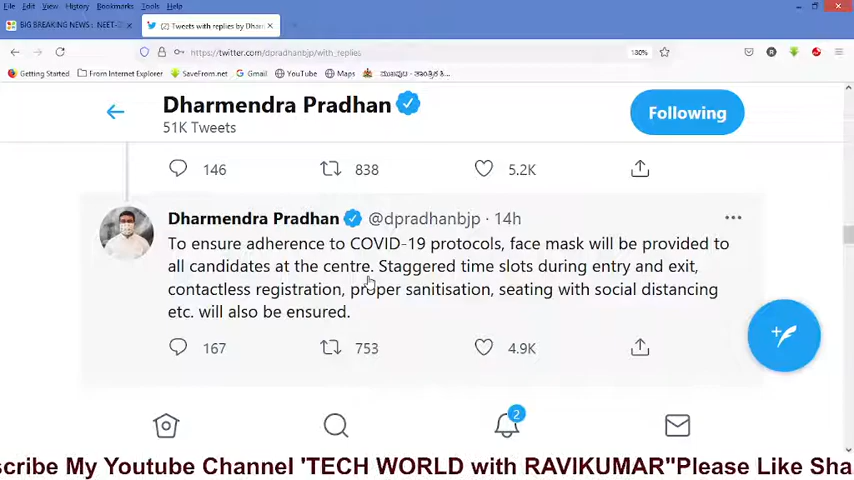 File Edit View History Bookmarks Tools Help
BIG BREAKING NEWS : NEET-2
(2) Tweets with replies by Dharm
https://twitter.com/dpradhanbjp/with_replies
130%
Getting Started From Internet Explorer SaveFrom.net Gmail YouTube Maps
Dharmendra Pradhan
51K Tweets
Following
146 838 5.2K
Dharmendra Pradhan @dpradhanbjp · 14h
To ensure adherence to COVID-19 protocols, face mask will be provided to
all candidates at the centre. Staggered time slots during entry and exit,
contactless registration, proper sanitisation, seating with social distancing
etc. will also be ensured.
167 753 4.9K
2
scribe My Youtube Channel 'TECH WORLD with RAVIKUMAR"Please Like Sha